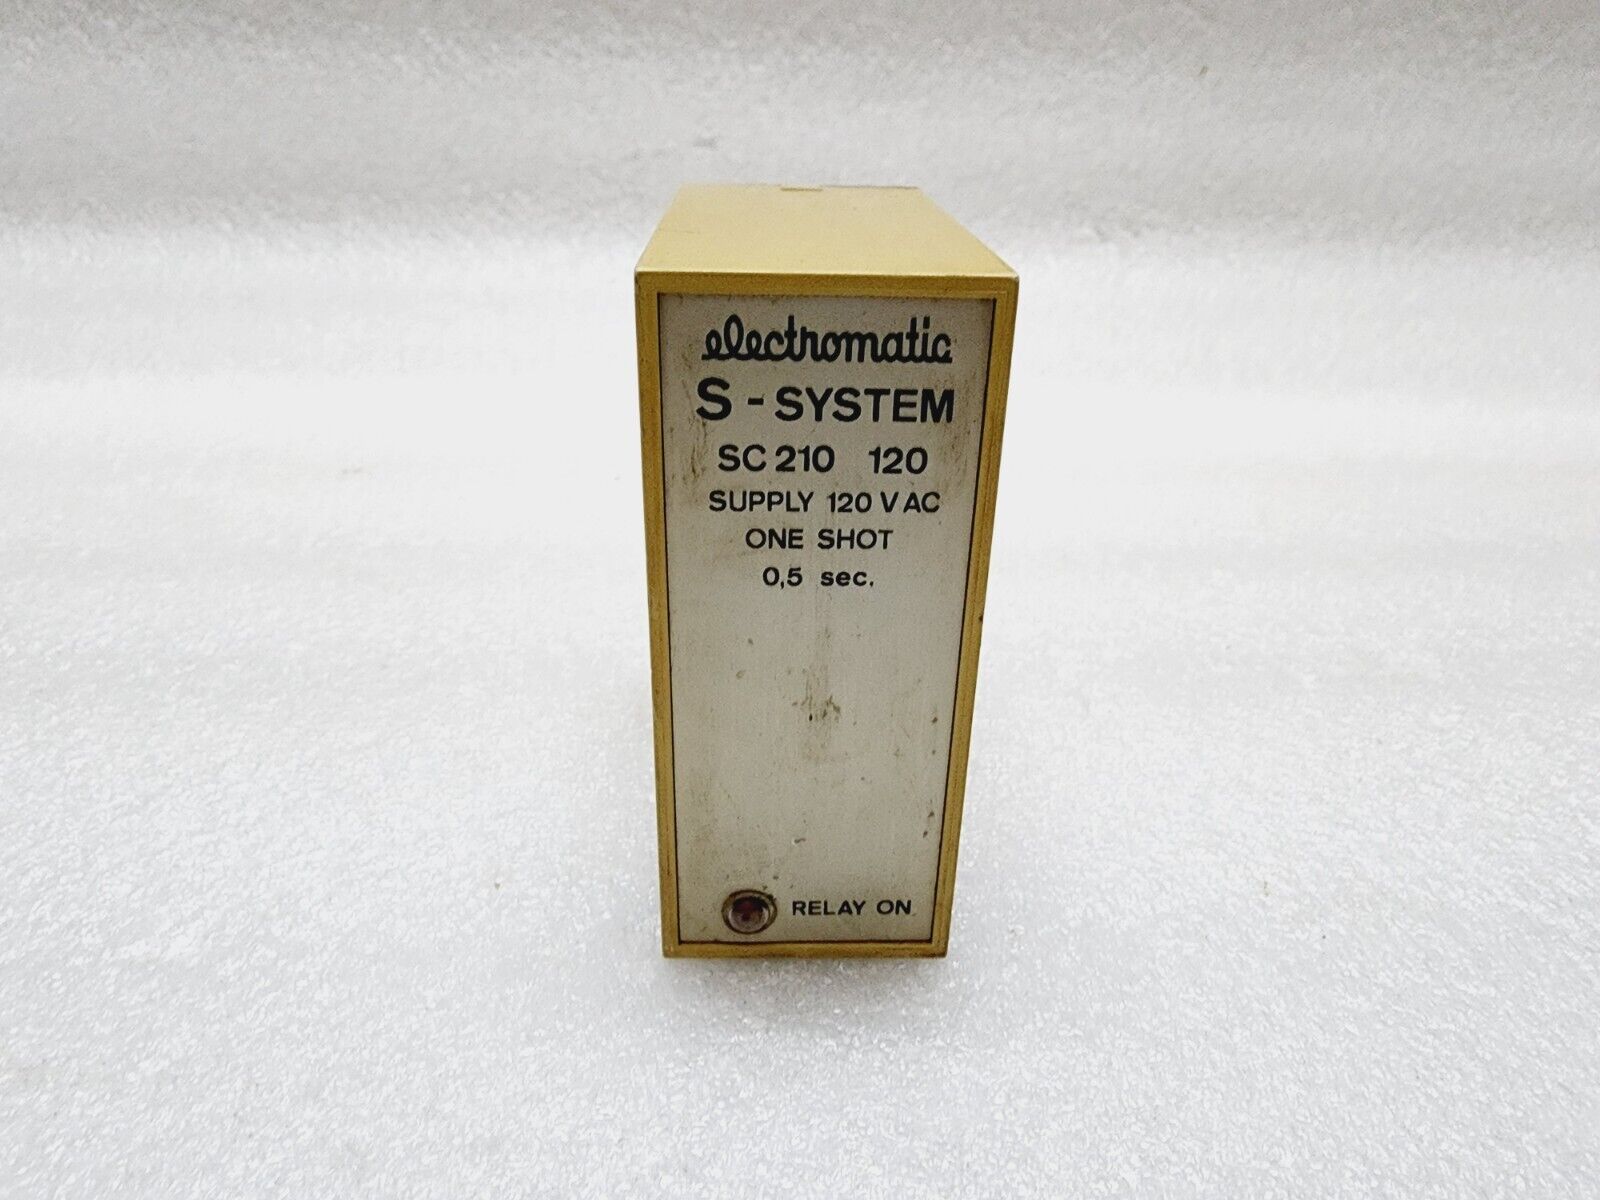 electromatic
S - SYSTEM
SC 210 120
SUPPLY 120 V AC
ONE SHOT
0,5 sec.
RELAY ON